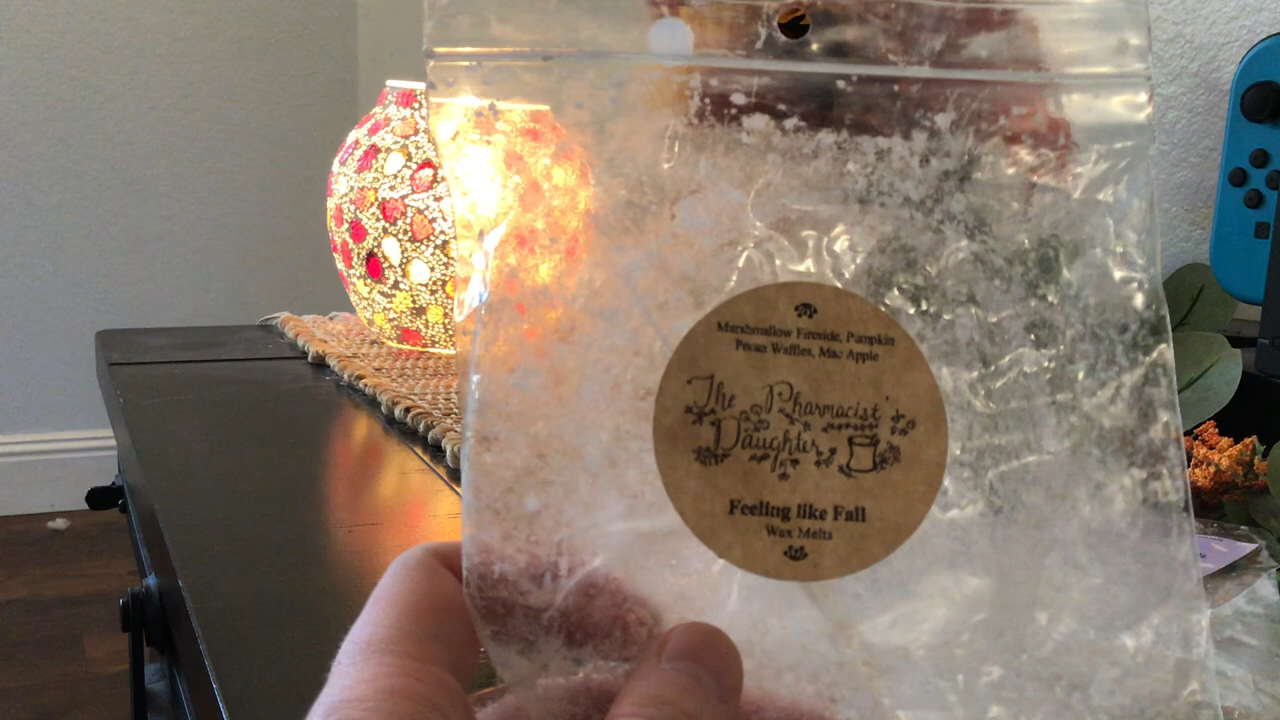 Marshmallow Fireside, Pumpkin
Pecan Waffles, Mac Apple
The Pharmacist'
Daughter
Feeling like Fall
Wax Melts